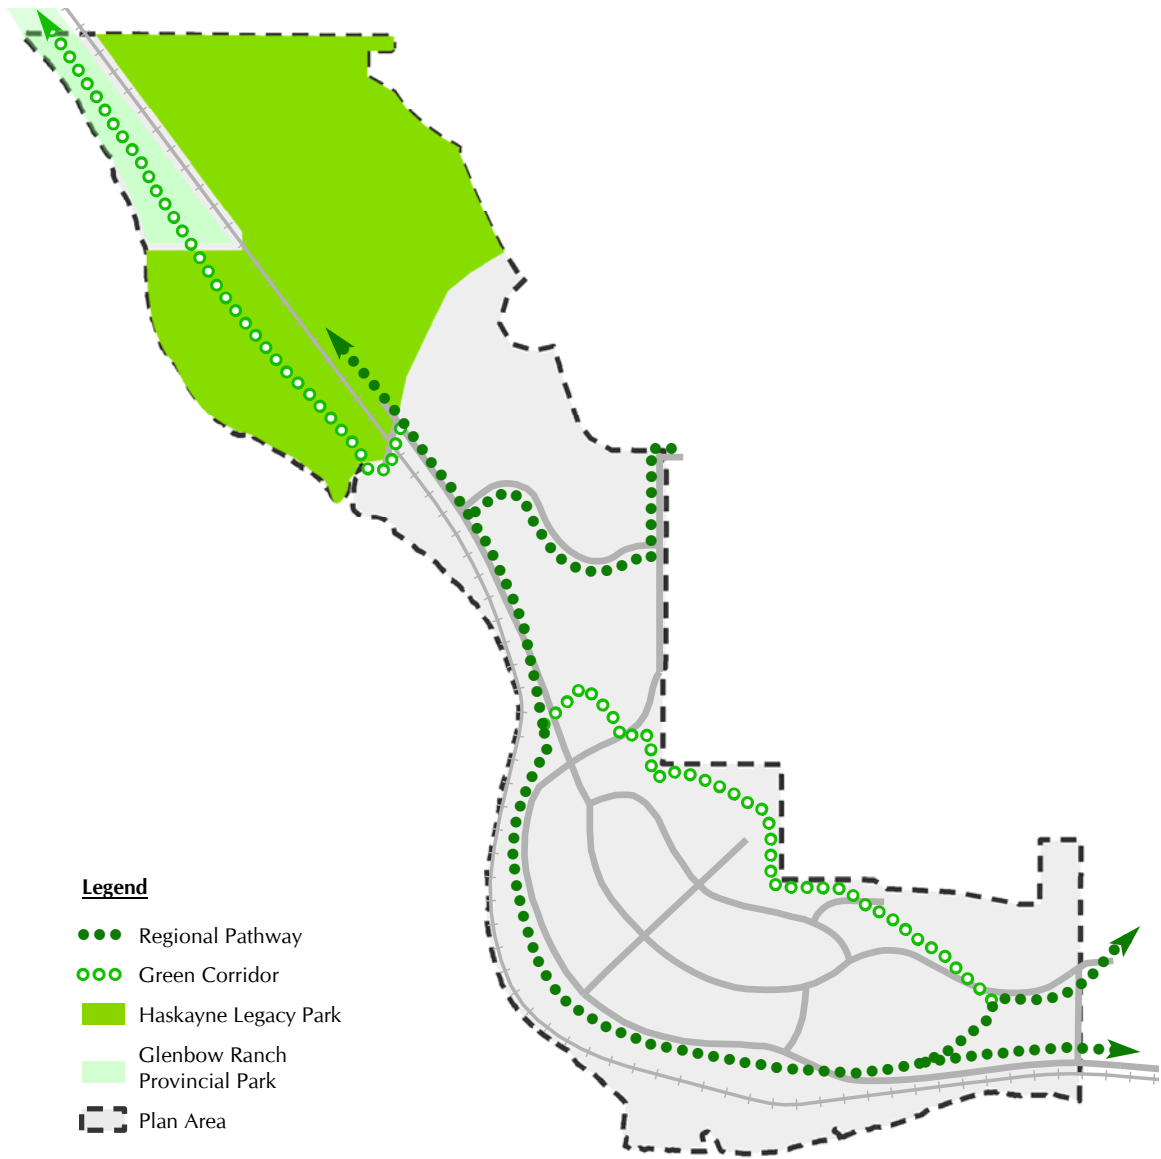 Legend
Regional Pathway
Green Corridor
Haskayne Legacy Park
Glenbow Ranch
Provincial Park
Plan Area